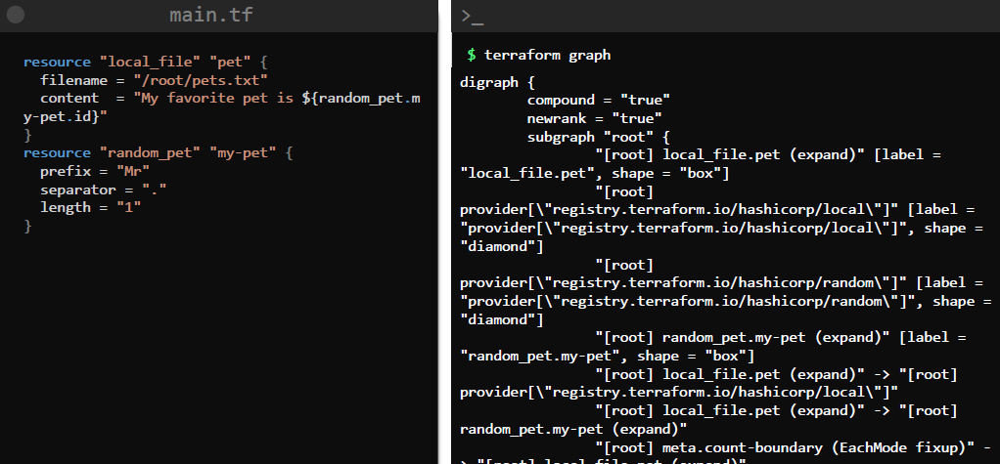 main.tf
resource "local_file" "pet" {
filename = "/root/pets.txt"
content  = "My favorite pet is ${random_pet.m
y-pet.id}"
}
resource "random_pet" "my-pet" {
prefix = "Mr"
separator = "."
length = "1"
}
>_
$ terraform graph
digraph {
compound = "true"
newrank = "true"
subgraph "root" {
"[root] local_file.pet (expand)" [label =
"local_file.pet", shape = "box"]
"[root]
provider[\"registry.terraform.io/hashicorp/local\"]" [label =
"provider[\"registry.terraform.io/hashicorp/local\"]", shape =
"diamond"]
"[root]
provider[\"registry.terraform.io/hashicorp/random\"]" [label =
"provider[\"registry.terraform.io/hashicorp/random\"]", shape =
"diamond"]
"[root] random_pet.my-pet (expand)" [label =
"random_pet.my-pet", shape = "box"]
"[root] local_file.pet (expand)" -> "[root]
provider[\"registry.terraform.io/hashicorp/local\"]"
"[root] local_file.pet (expand)" -> "[root]
random_pet.my-pet (expand)"
"[root] meta.count-boundary (EachMode fixup)" -
> "[root] local_file.pet (expand)"